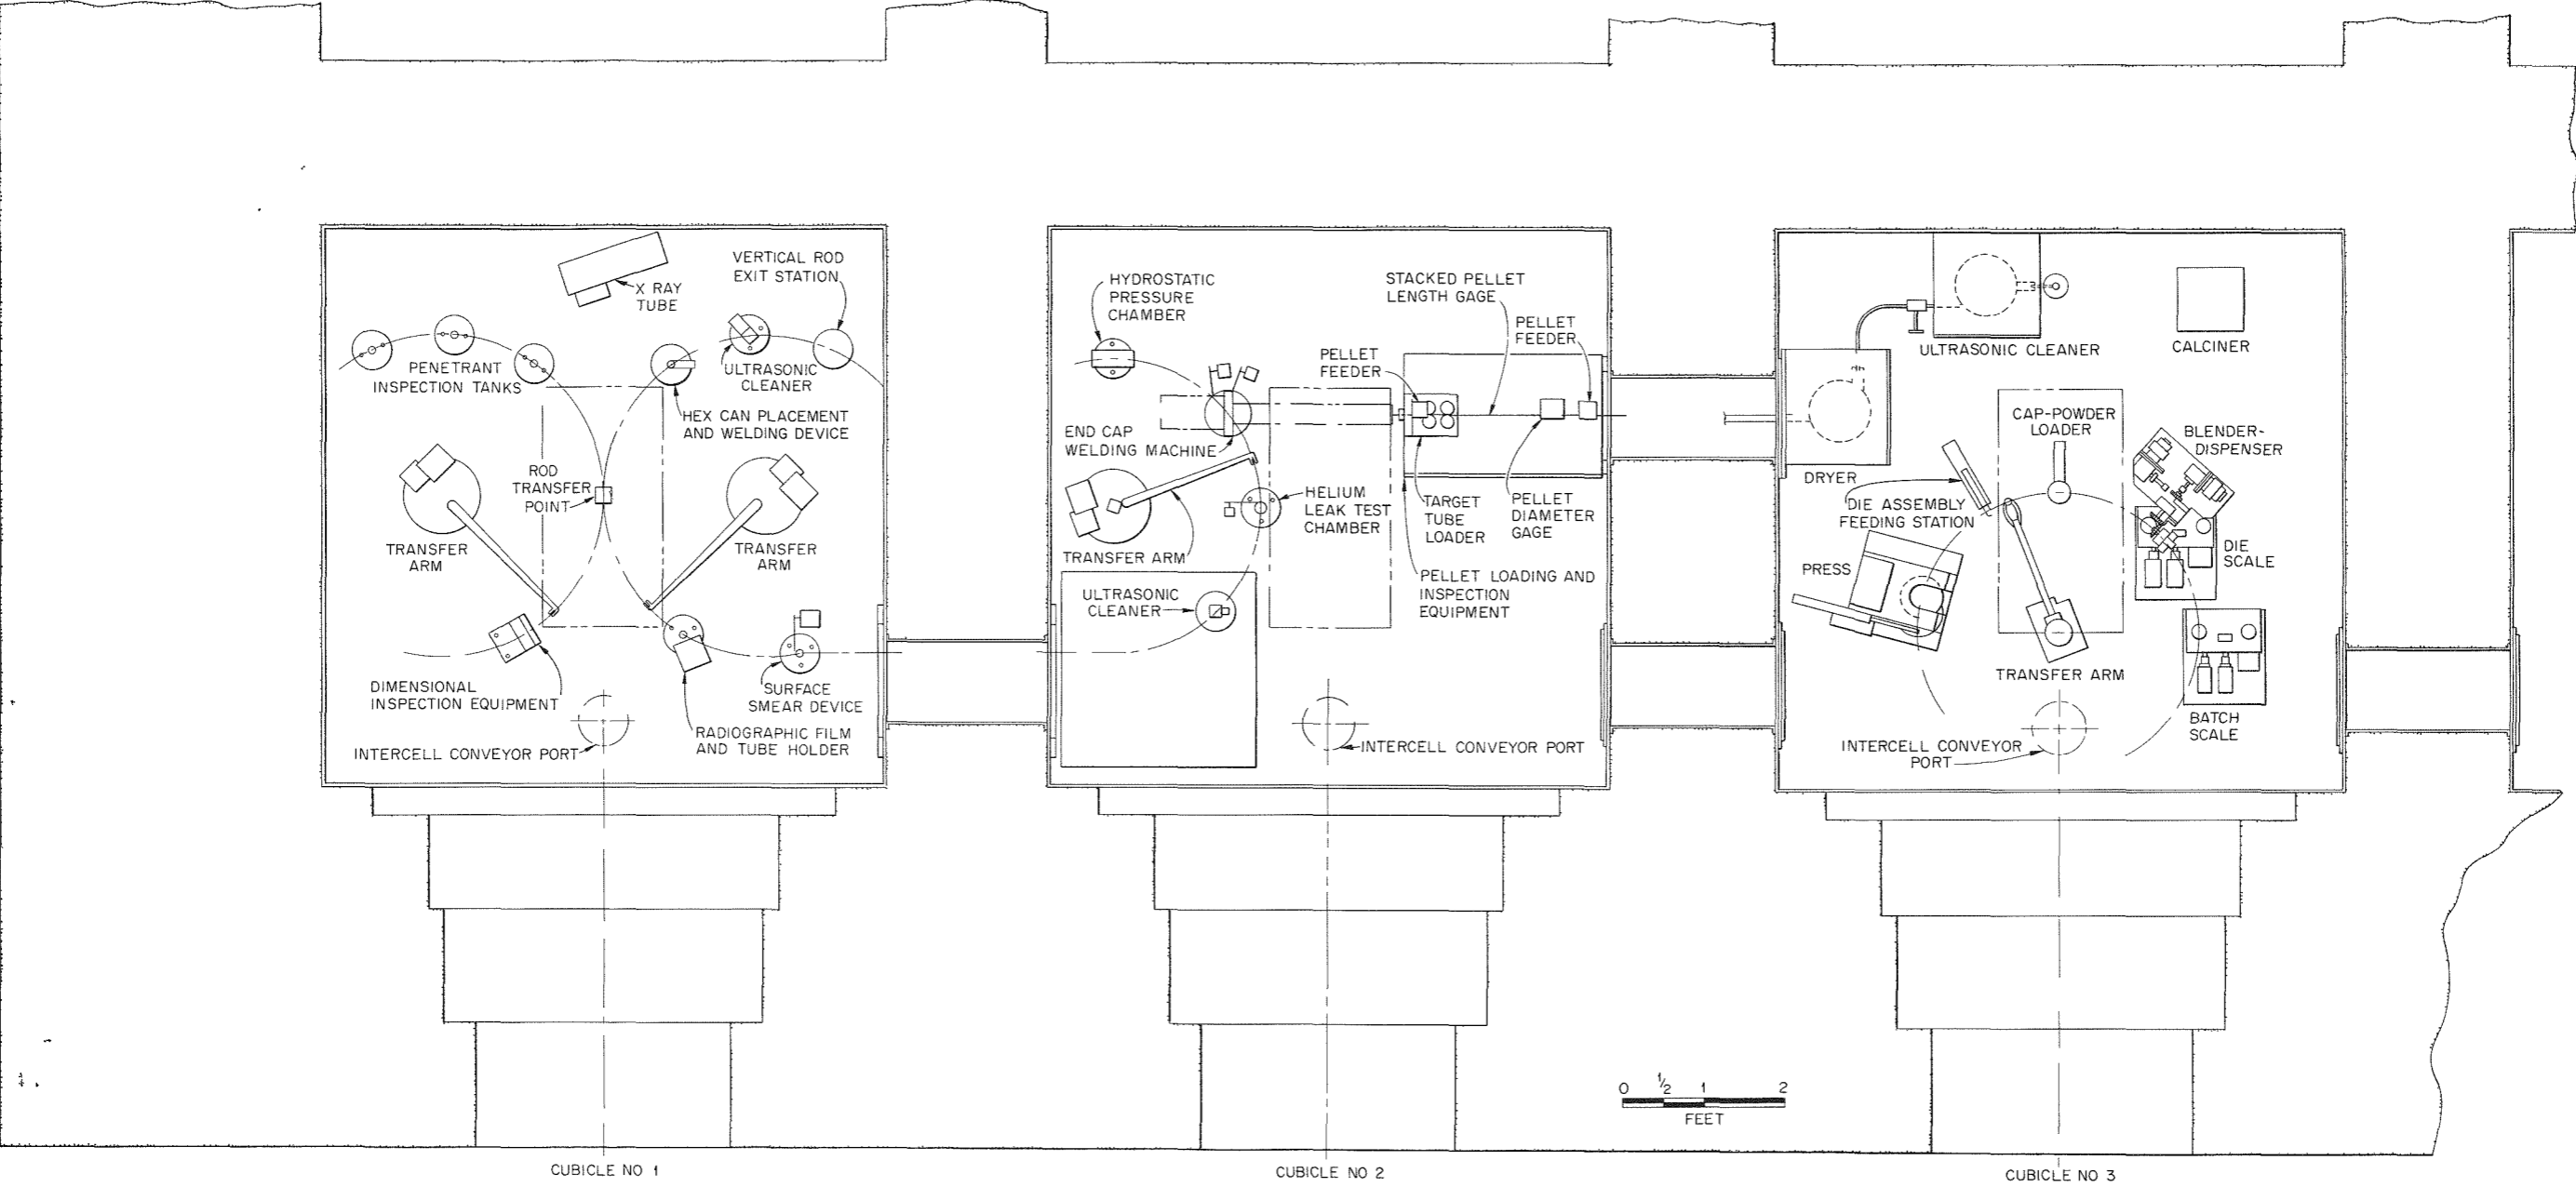 VERTICAL ROD
EXIT STATION
X RAY
TUBE
PENETRANT
INSPECTION TANKS
ULTRASONIC
CLEANER
HEX CAN PLACEMENT
AND WELDING DEVICE
ROD
TRANSFER
POINT
TRANSFER
ARM
TRANSFER
ARM
DIMENSIONAL
INSPECTION EQUIPMENT
SURFACE
SMEAR DEVICE
RADIOGRAPHIC FILM
AND TUBE HOLDER
INTERCELL CONVEYOR PORT
CUBICLE NO 1
HYDROSTATIC
PRESSURE
CHAMBER
STACKED PELLET
LENGTH GAGE
PELLET
FEEDER
PELLET
FEEDER
END CAP
WELDING MACHINE
HELIUM
LEAK TEST
CHAMBER
TARGET
TUBE
LOADER
PELLET
DIAMETER
GAGE
TRANSFER ARM
PELLET LOADING AND
INSPECTION
EQUIPMENT
ULTRASONIC
CLEANER
INTERCELL CONVEYOR PORT
CUBICLE NO 2
ULTRASONIC CLEANER
CALCINER
CAP-POWDER
LOADER
BLENDER-
DISPENSER
DRYER
DIE ASSEMBLY
FEEDING STATION
DIE
SCALE
PRESS
TRANSFER ARM
BATCH
SCALE
INTERCELL CONVEYOR
PORT
0 1/2 1 2
FEET
CUBICLE NO 3